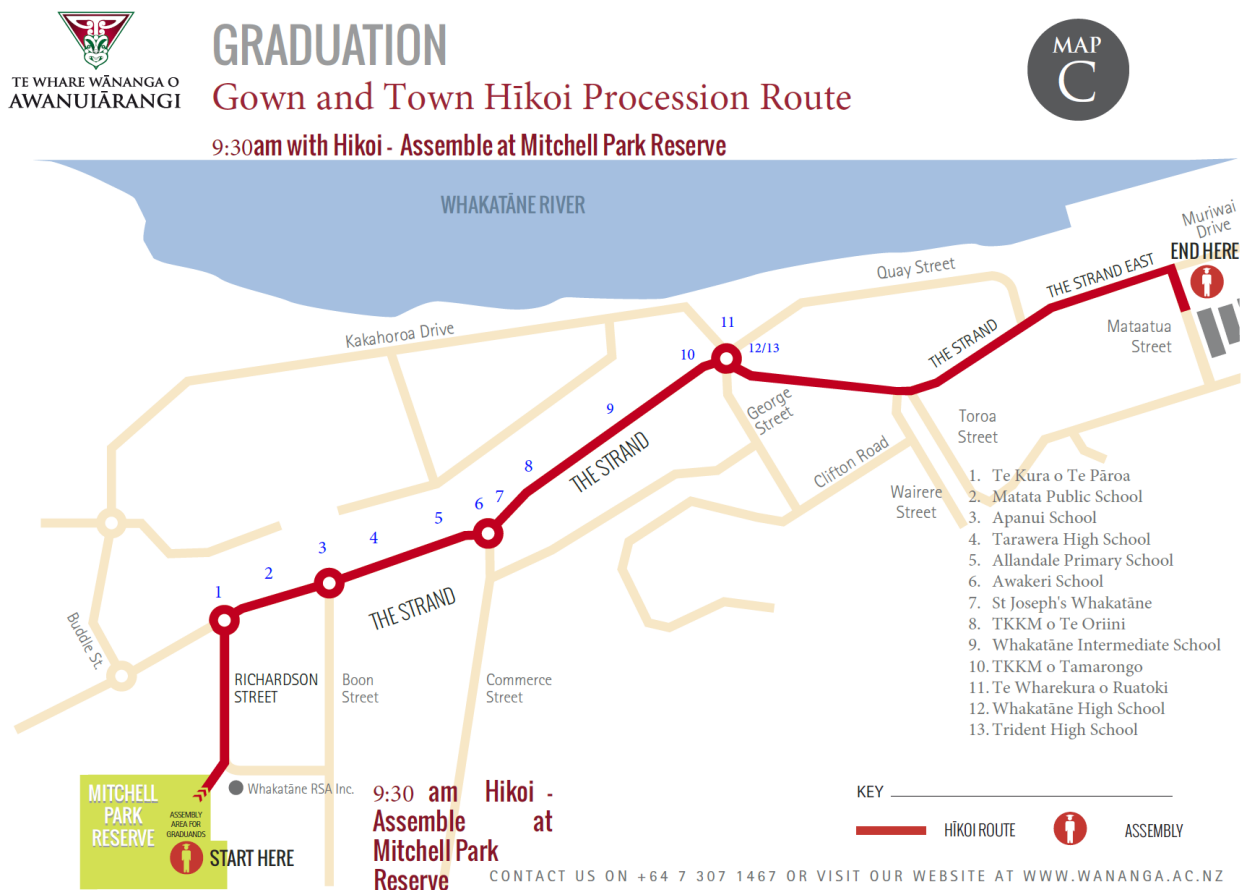 TE WHARE WĀNANGA O
AWANUIĀRANGI
GRADUATION
Gown and Town Hīkoi Procession Route
9:30am with Hikoi - Assemble at Mitchell Park Reserve
MAP
C
WHAKATĀNE RIVER
Muriwai
Drive
END HERE
Quay Street
THE STRAND EAST
Kakahoroa Drive
11
12/13
10
THE STRAND
Mataatua
Street
9
George
Street
Toroa
Street
THE STRAND
8
Clifton Road
Wairere
Street
7
6
5
4
3
2
1
THE STRAND
Buddle St.
RICHARDSON
STREET
Boon
Street
Commerce
Street
1. Te Kura o Te Pāroa
2. Matata Public School
3. Apanui School
4. Tarawera High School
5. Allandale Primary School
6. Awakeri School
7. St Joseph's Whakatāne
8. TKKM o Te Oriini
9. Whakatāne Intermediate School
10. TKKM o Tamarongo
11. Te Wharekura o Ruatoki
12. Whakatāne High School
13. Trident High School
MITCHELL
PARK
RESERVE
ASSEMBLY
AREA FOR
GRADUANDS
START HERE
Whakatāne RSA Inc.
9:30 am Hikoi -
Assemble at
Mitchell Park
Reserve
KEY
HĪKOI ROUTE
ASSEMBLY
CONTACT US ON +64 7 307 1467 OR VISIT OUR WEBSITE AT WWW.WANANGA.AC.NZ